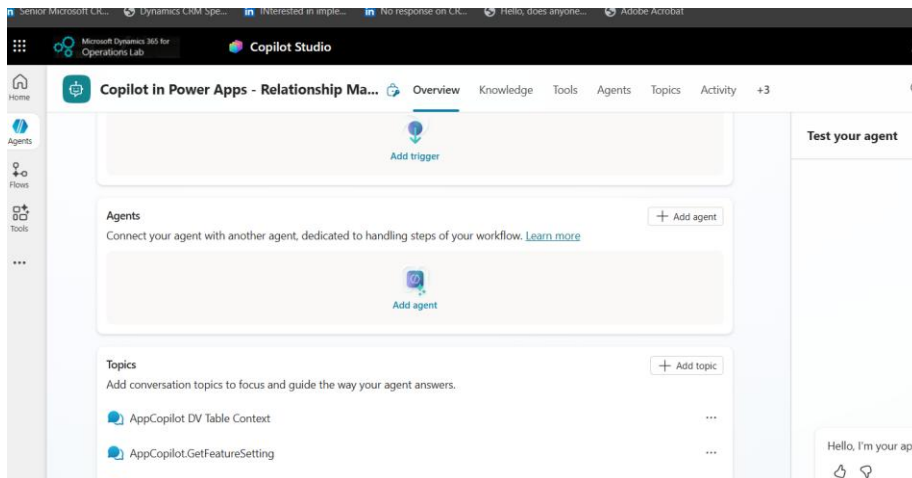 Senior Microsoft CR... Dynamics CRM Spe... INterested in imple... No response on CR... Hello, does anyone... Adobe Acrobat
Microsoft Dynamics 365 for
Operations Lab
Copilot Studio
Home
Copilot in Power Apps - Relationship Ma... Overview Knowledge Tools Agents Topics Activity +3
Agents
Flows
Tools
Add trigger
Agents
+ Add agent
Connect your agent with another agent, dedicated to handling steps of your workflow. Learn more
Add agent
Topics
+ Add topic
Add conversation topics to focus and guide the way your agent answers.
AppCopilot DV Table Context
AppCopilot.GetFeatureSetting
Test your agent
Hello, I'm your ap